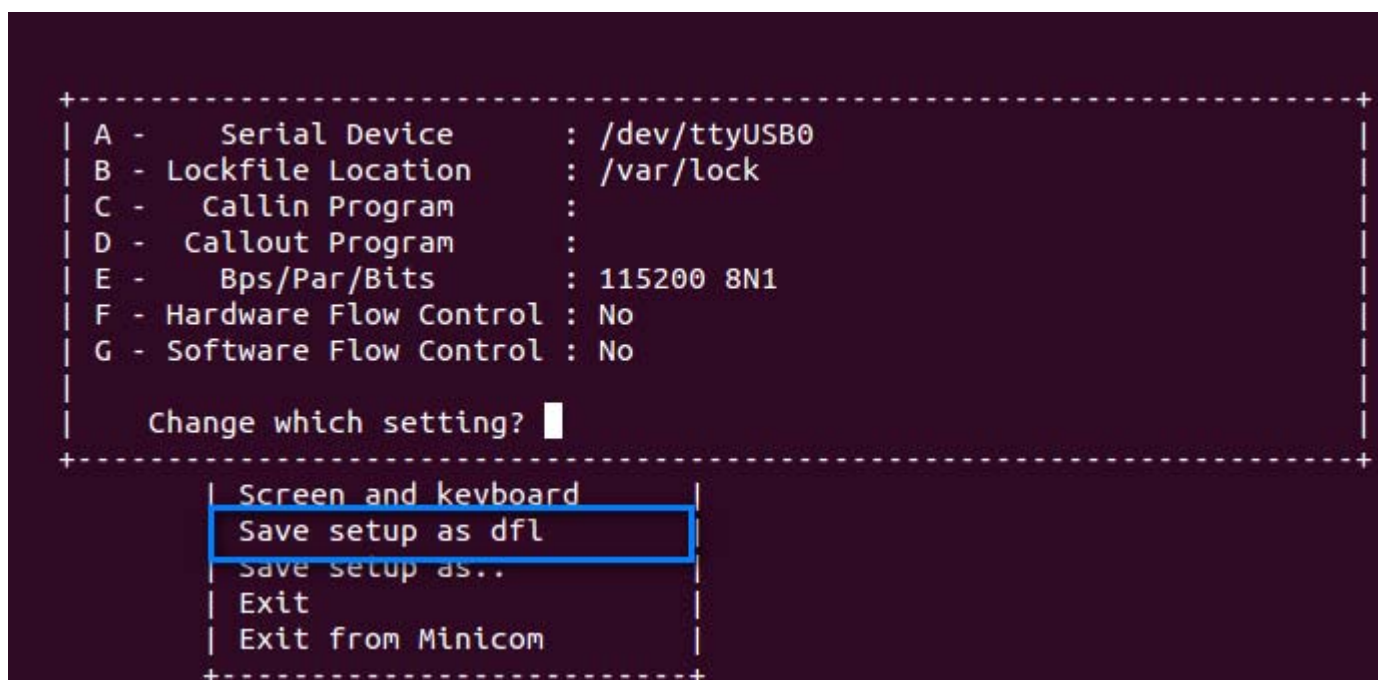 A - Serial Device : /dev/ttyUSB0
B - Lockfile Location : /var/lock
C - Callin Program :
D - Callout Program :
E - Bps/Par/Bits : 115200 8N1
F - Hardware Flow Control : No
G - Software Flow Control : No
Change which setting?
Screen and keyboard
Save setup as dfl
Save setup as..
Exit
Exit from Minicom